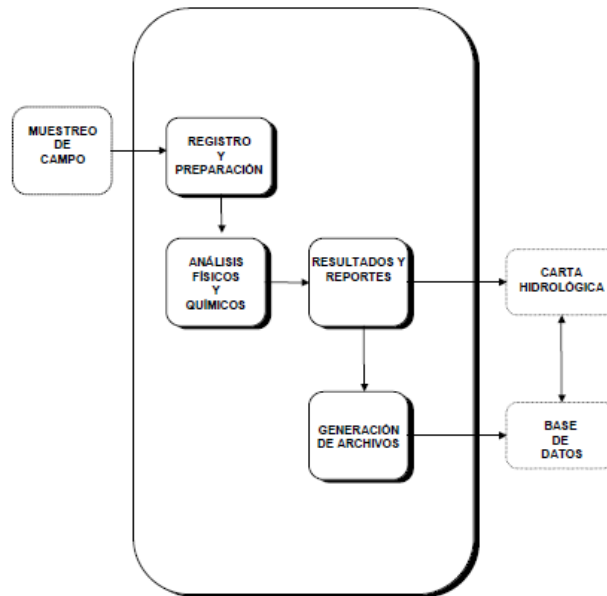 MUESTREO
DE
CAMPO
REGISTRO
Y
PREPARACIÓN
ANÁLISIS
FÍSICOS
Y
QUÍMICOS
RESULTADOS Y
REPORTES
CARTA
HIDROLÓGICA
GENERACIÓN
DE ARCHIVOS
BASE
DE
DATOS